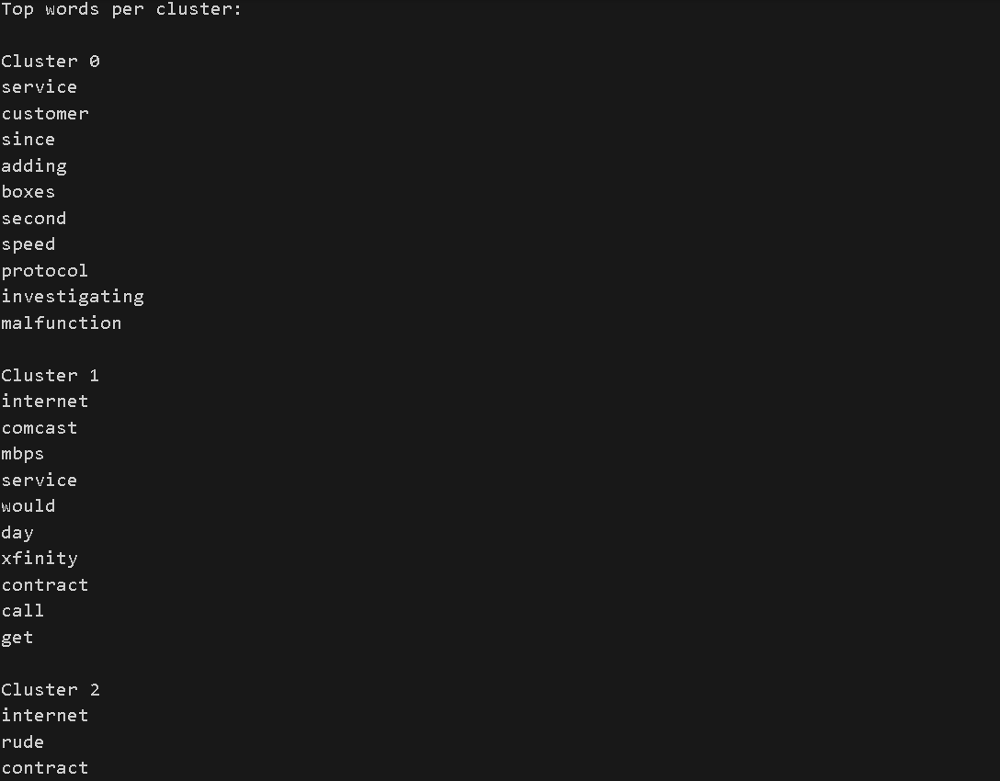 Top words per cluster:
Cluster 0
service
customer
since
adding
boxes
second
speed
protocol
investigating
malfunction
Cluster 1
internet
comcast
mbps
service
would
day
xfinity
contract
call
get
Cluster 2
internet
rude
contract